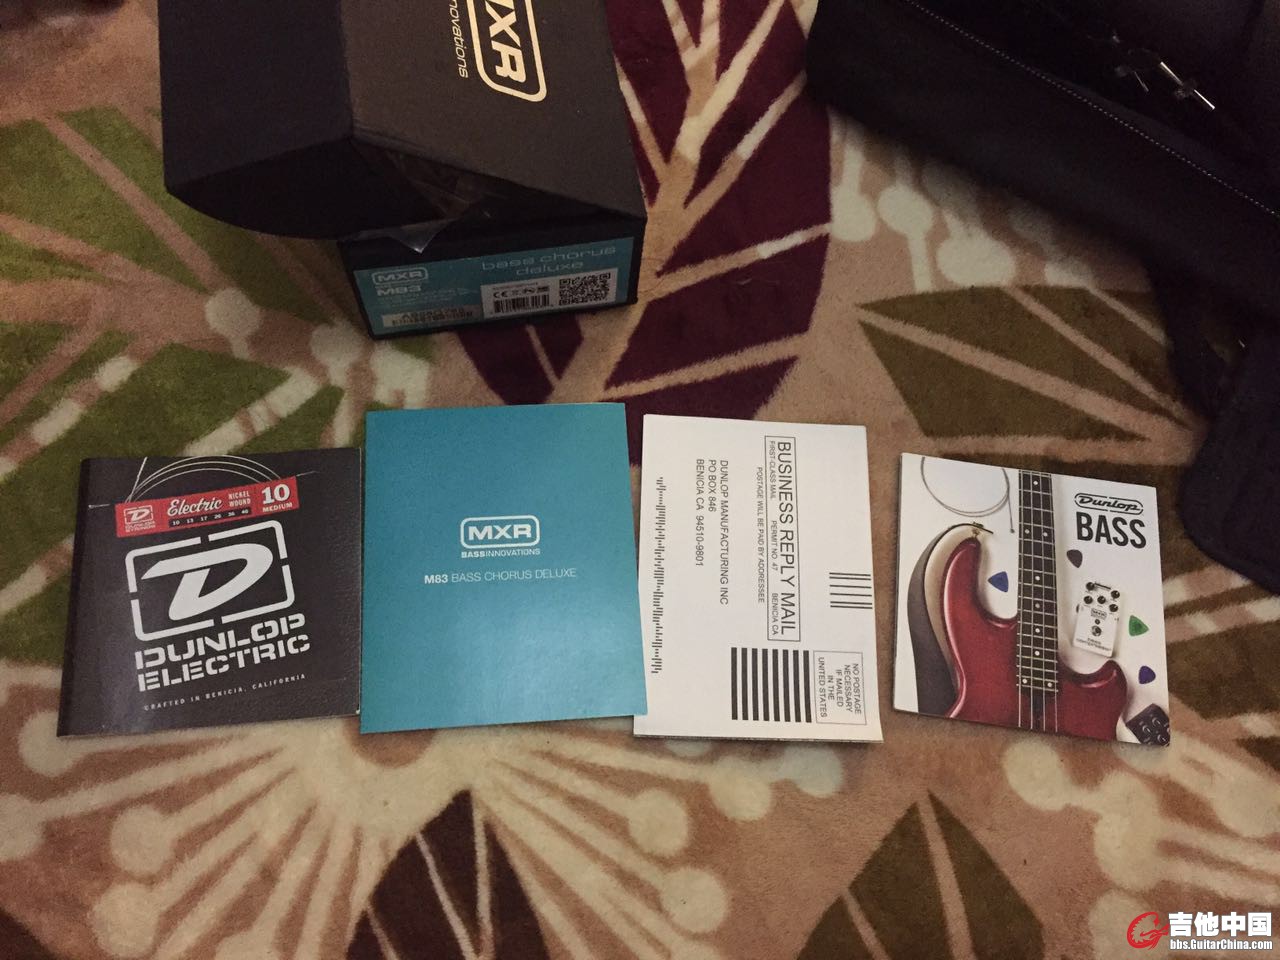 MXR
innovations
MXR
M83
bass chorus
deluxe
DUNLOP
Electric
NICKEL
WOUND
10
MEDIUM
10 13 17 26 36 46
DUNLOP
ELECTRIC
CRAFTED IN BENICIA, CALIFORNIA
MXR
BASSINNOVATIONS
M83 BASS CHORUS DELUXE
BUSINESS REPLY MAIL
FIRST-CLASS MAIL PERMIT NO. 47 BENICIA CA
POSTAGE WILL BE PAID BY ADDRESSEE
DUNLOP MANUFACTURING INC
PO BOX 846
BENICIA CA 94510-9801
NO POSTAGE
NECESSARY
IF MAILED
IN THE
UNITED STATES
Dunlop
BASS
MXR
吉他中国
bbs.GuitarChina.com